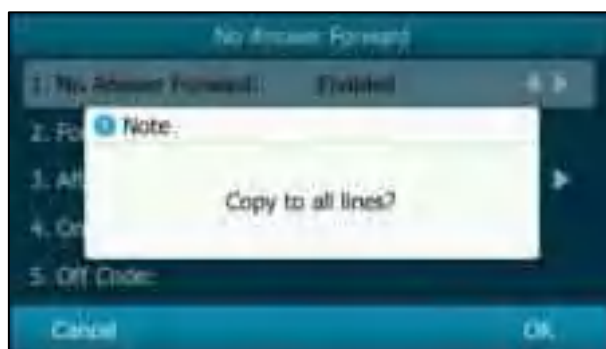 No Answer Forward
1. No Answer Forward: Enabled
2. Fo
Note
3. Aft
Copy to all lines?
4. On
5. Off Code:
Cancel OK